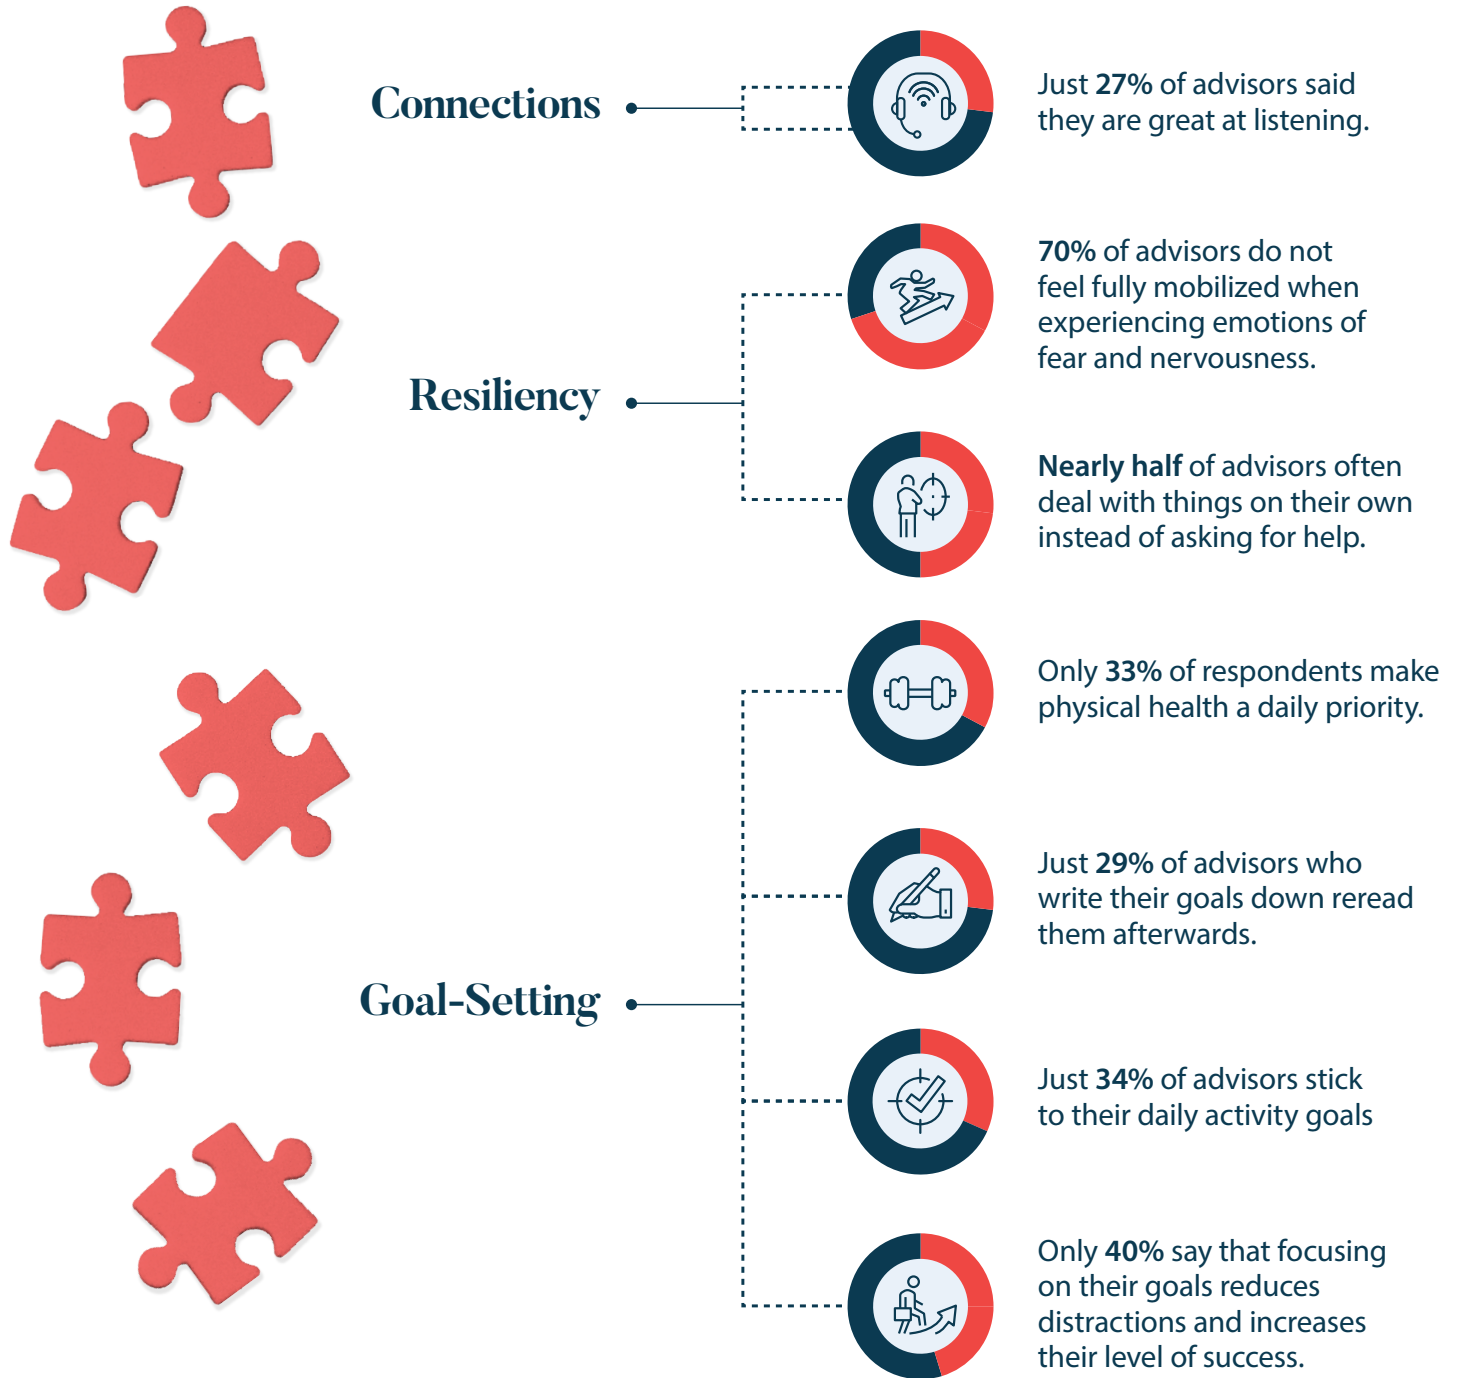 Connections
Just 27% of advisors said
they are great at listening.
Resiliency
70% of advisors do not
feel fully mobilized when
experiencing emotions of
fear and nervousness.
Nearly half of advisors often
deal with things on their own
instead of asking for help.
Goal-Setting
Only 33% of respondents make
physical health a daily priority.
Just 29% of advisors who
write their goals down reread
them afterwards.
Just 34% of advisors stick
to their daily activity goals
Only 40% say that focusing
on their goals reduces
distractions and increases
their level of success.